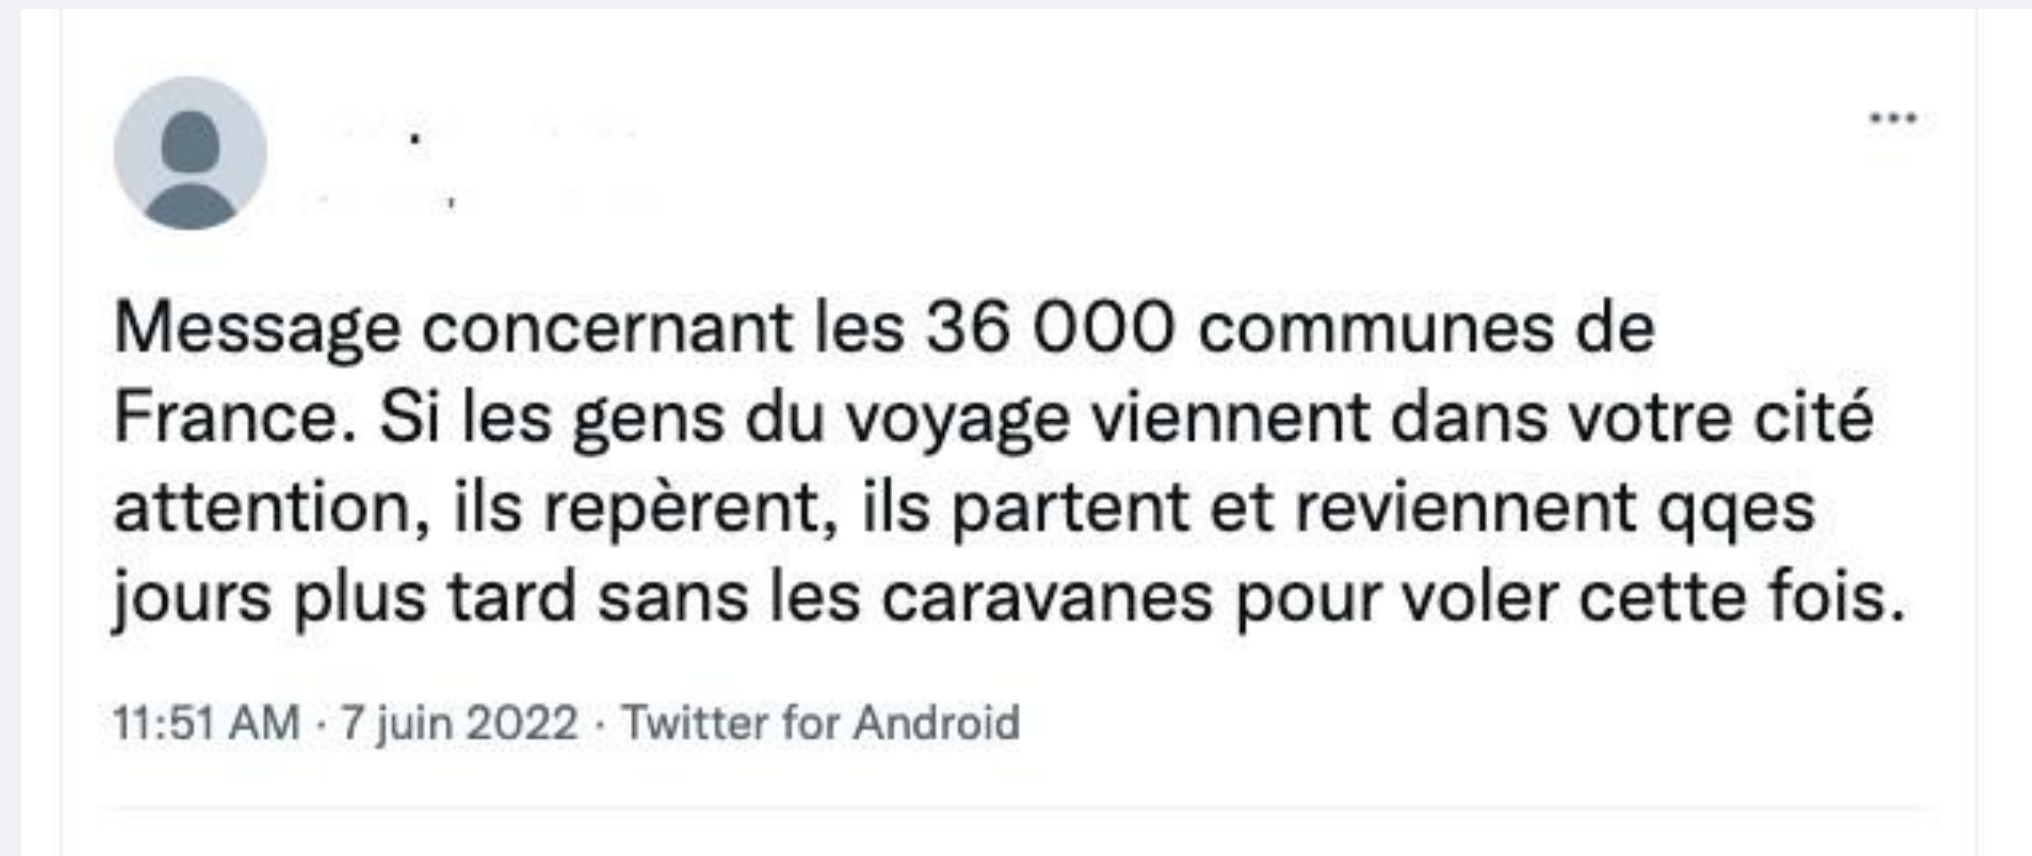 Message concernant les 36 000 communes de
France. Si les gens du voyage viennent dans votre cité
attention, ils repèrent, ils partent et reviennent qqes
jours plus tard sans les caravanes pour voler cette fois.
11:51 AM · 7 juin 2022 · Twitter for Android